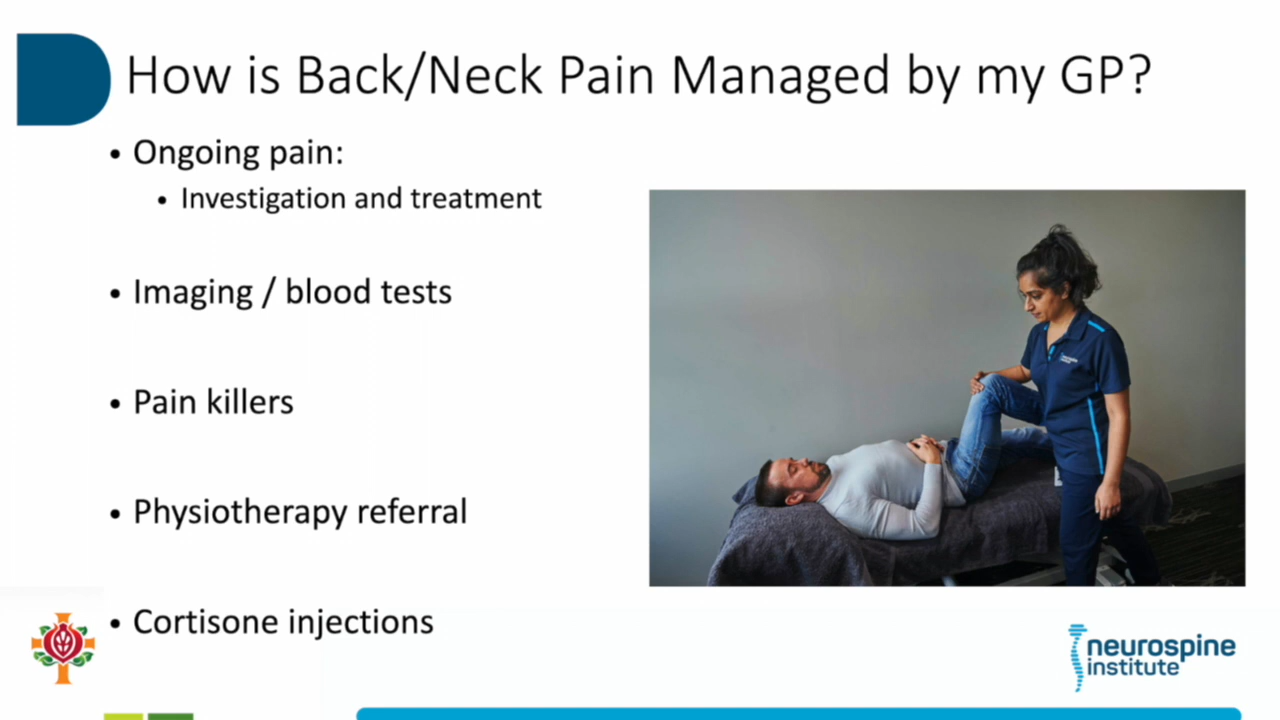 How is Back/Neck Pain Managed by my GP?
• Ongoing pain:
• Investigation and treatment
• Imaging / blood tests
• Pain killers
• Physiotherapy referral
• Cortisone injections
neurospine
institute